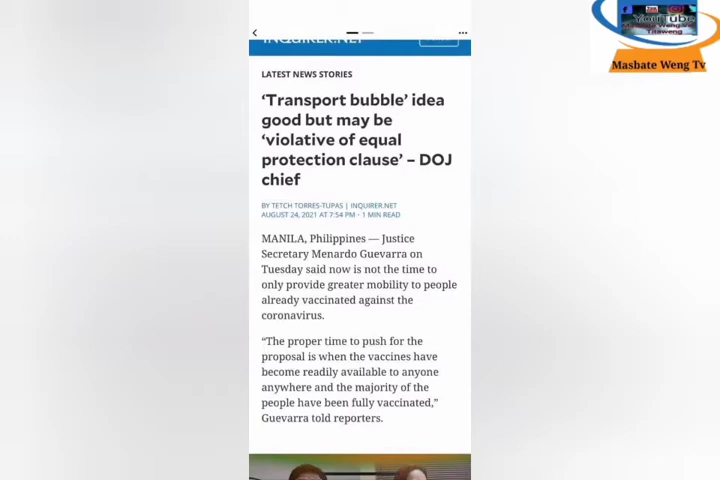 INQUIRER.NET
YouTube
Masbate Weng Tv
LATEST NEWS STORIES
‘Transport bubble’ idea
good but may be
‘violative of equal
protection clause’ – DOJ
chief
BY TETCH TORRES-TUPAS | INQUIRER.NET
AUGUST 24, 2021 AT 7:54 PM - 1 MIN READ
MANILA, Philippines — Justice
Secretary Menardo Guevarra on
Tuesday said now is not the time to
only provide greater mobility to people
already vaccinated against the
coronavirus.
“The proper time to push for the
proposal is when the vaccines have
become readily available to anyone
anywhere and the majority of the
people have been fully vaccinated,”
Guevarra told reporters.